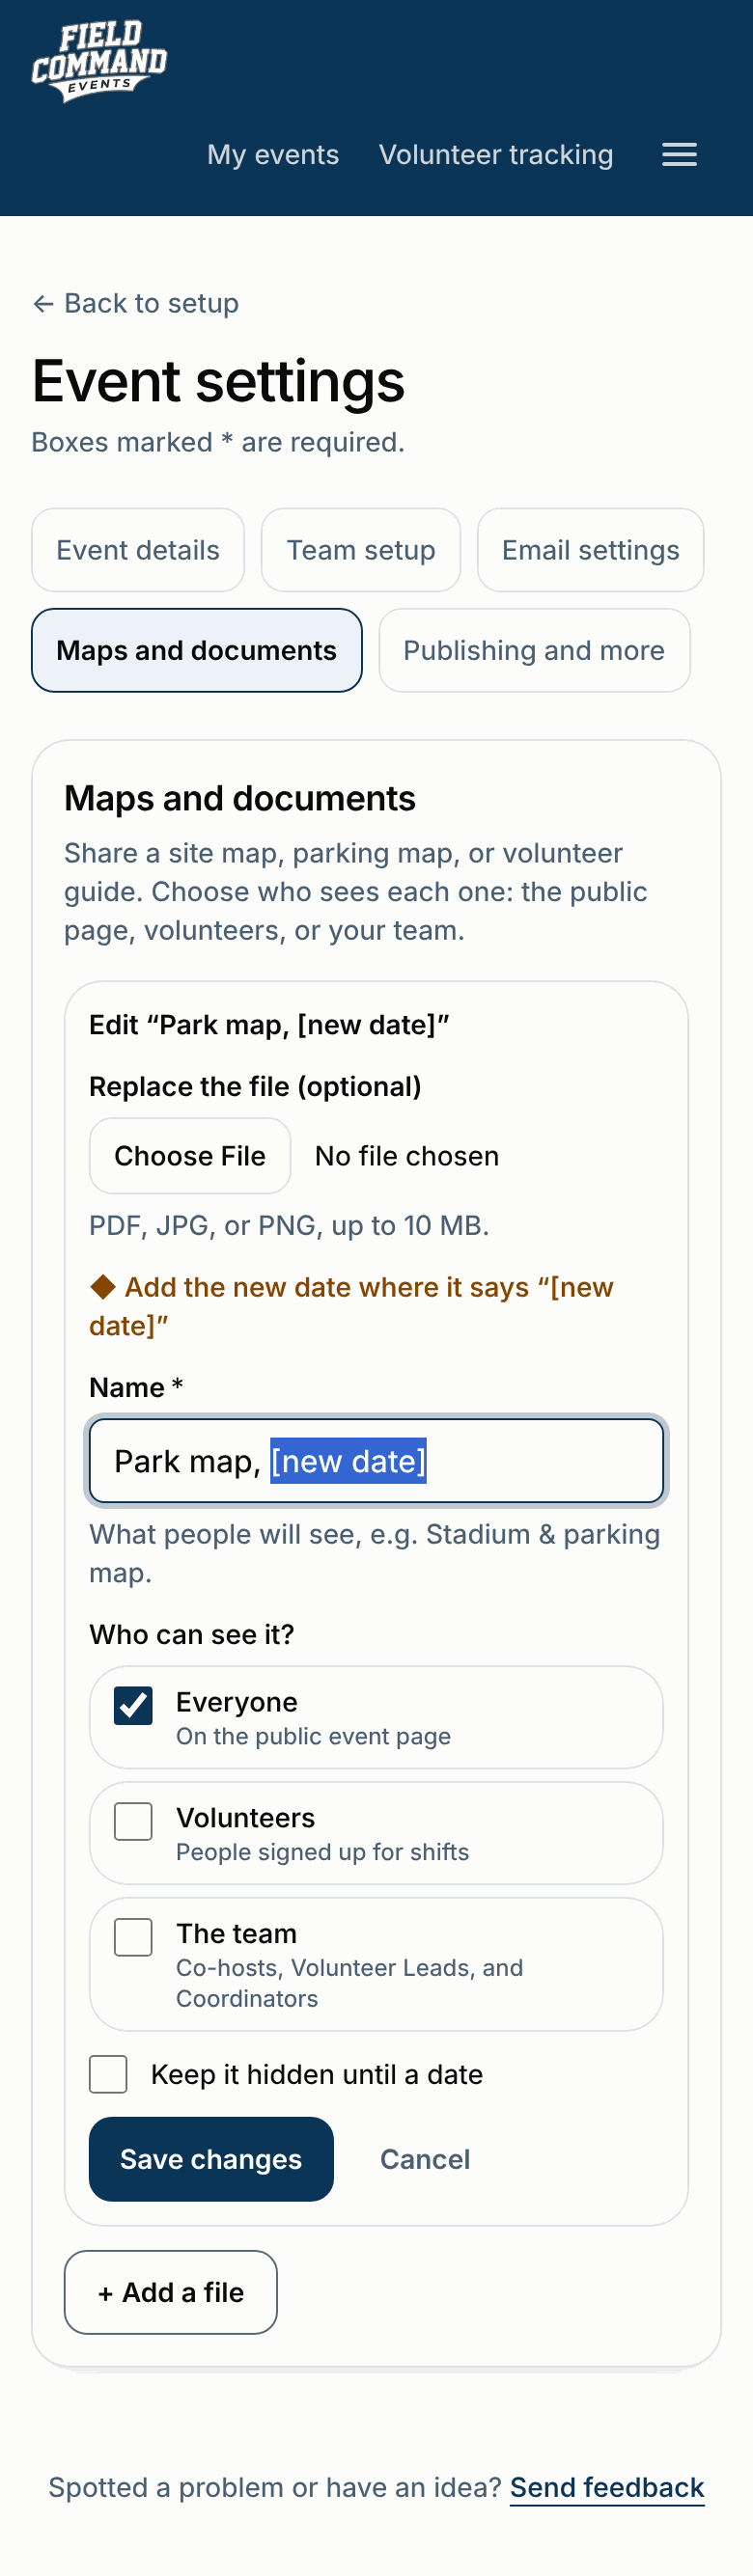 FIELD
COMMAND
EVENTS
My events Volunteer tracking
← Back to setup
Event settings
Boxes marked * are required.
Event details Team setup Email settings
Maps and documents Publishing and more
Maps and documents
Share a site map, parking map, or volunteer
guide. Choose who sees each one: the public
page, volunteers, or your team.
Edit “Park map, [new date]”
Replace the file (optional)
Choose File No file chosen
PDF, JPG, or PNG, up to 10 MB.
◆ Add the new date where it says “[new
date]”
Name *
Park map, [new date]
What people will see, e.g. Stadium & parking
map.
Who can see it?
Everyone
On the public event page
Volunteers
People signed up for shifts
The team
Co-hosts, Volunteer Leads, and
Coordinators
Keep it hidden until a date
Save changes Cancel
+ Add a file
Spotted a problem or have an idea? Send feedback